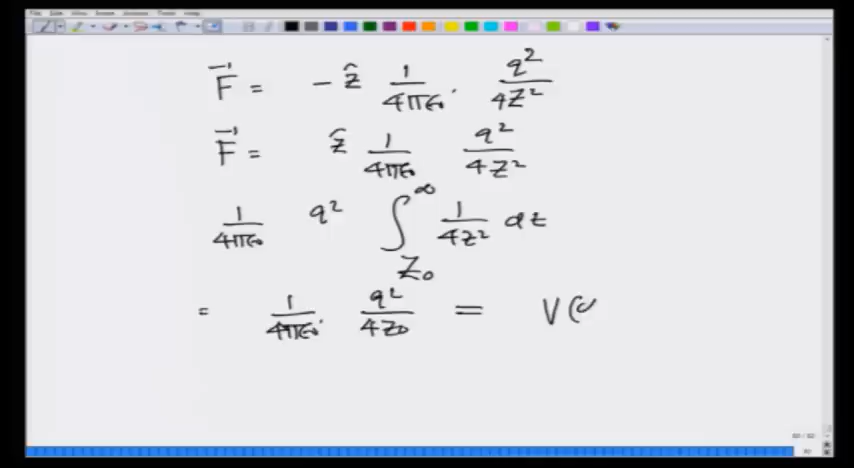 F⃗ = - ẑ 1/4πε₀ . q²/4Z²
F⃗ = ẑ 1/4πε₀ q²/4Z²
1/4πε₀ q² ∫_{Z₀}^{∞} 1/4z² dz
= 1/4πε₀ . q²/4Z₀ = V(